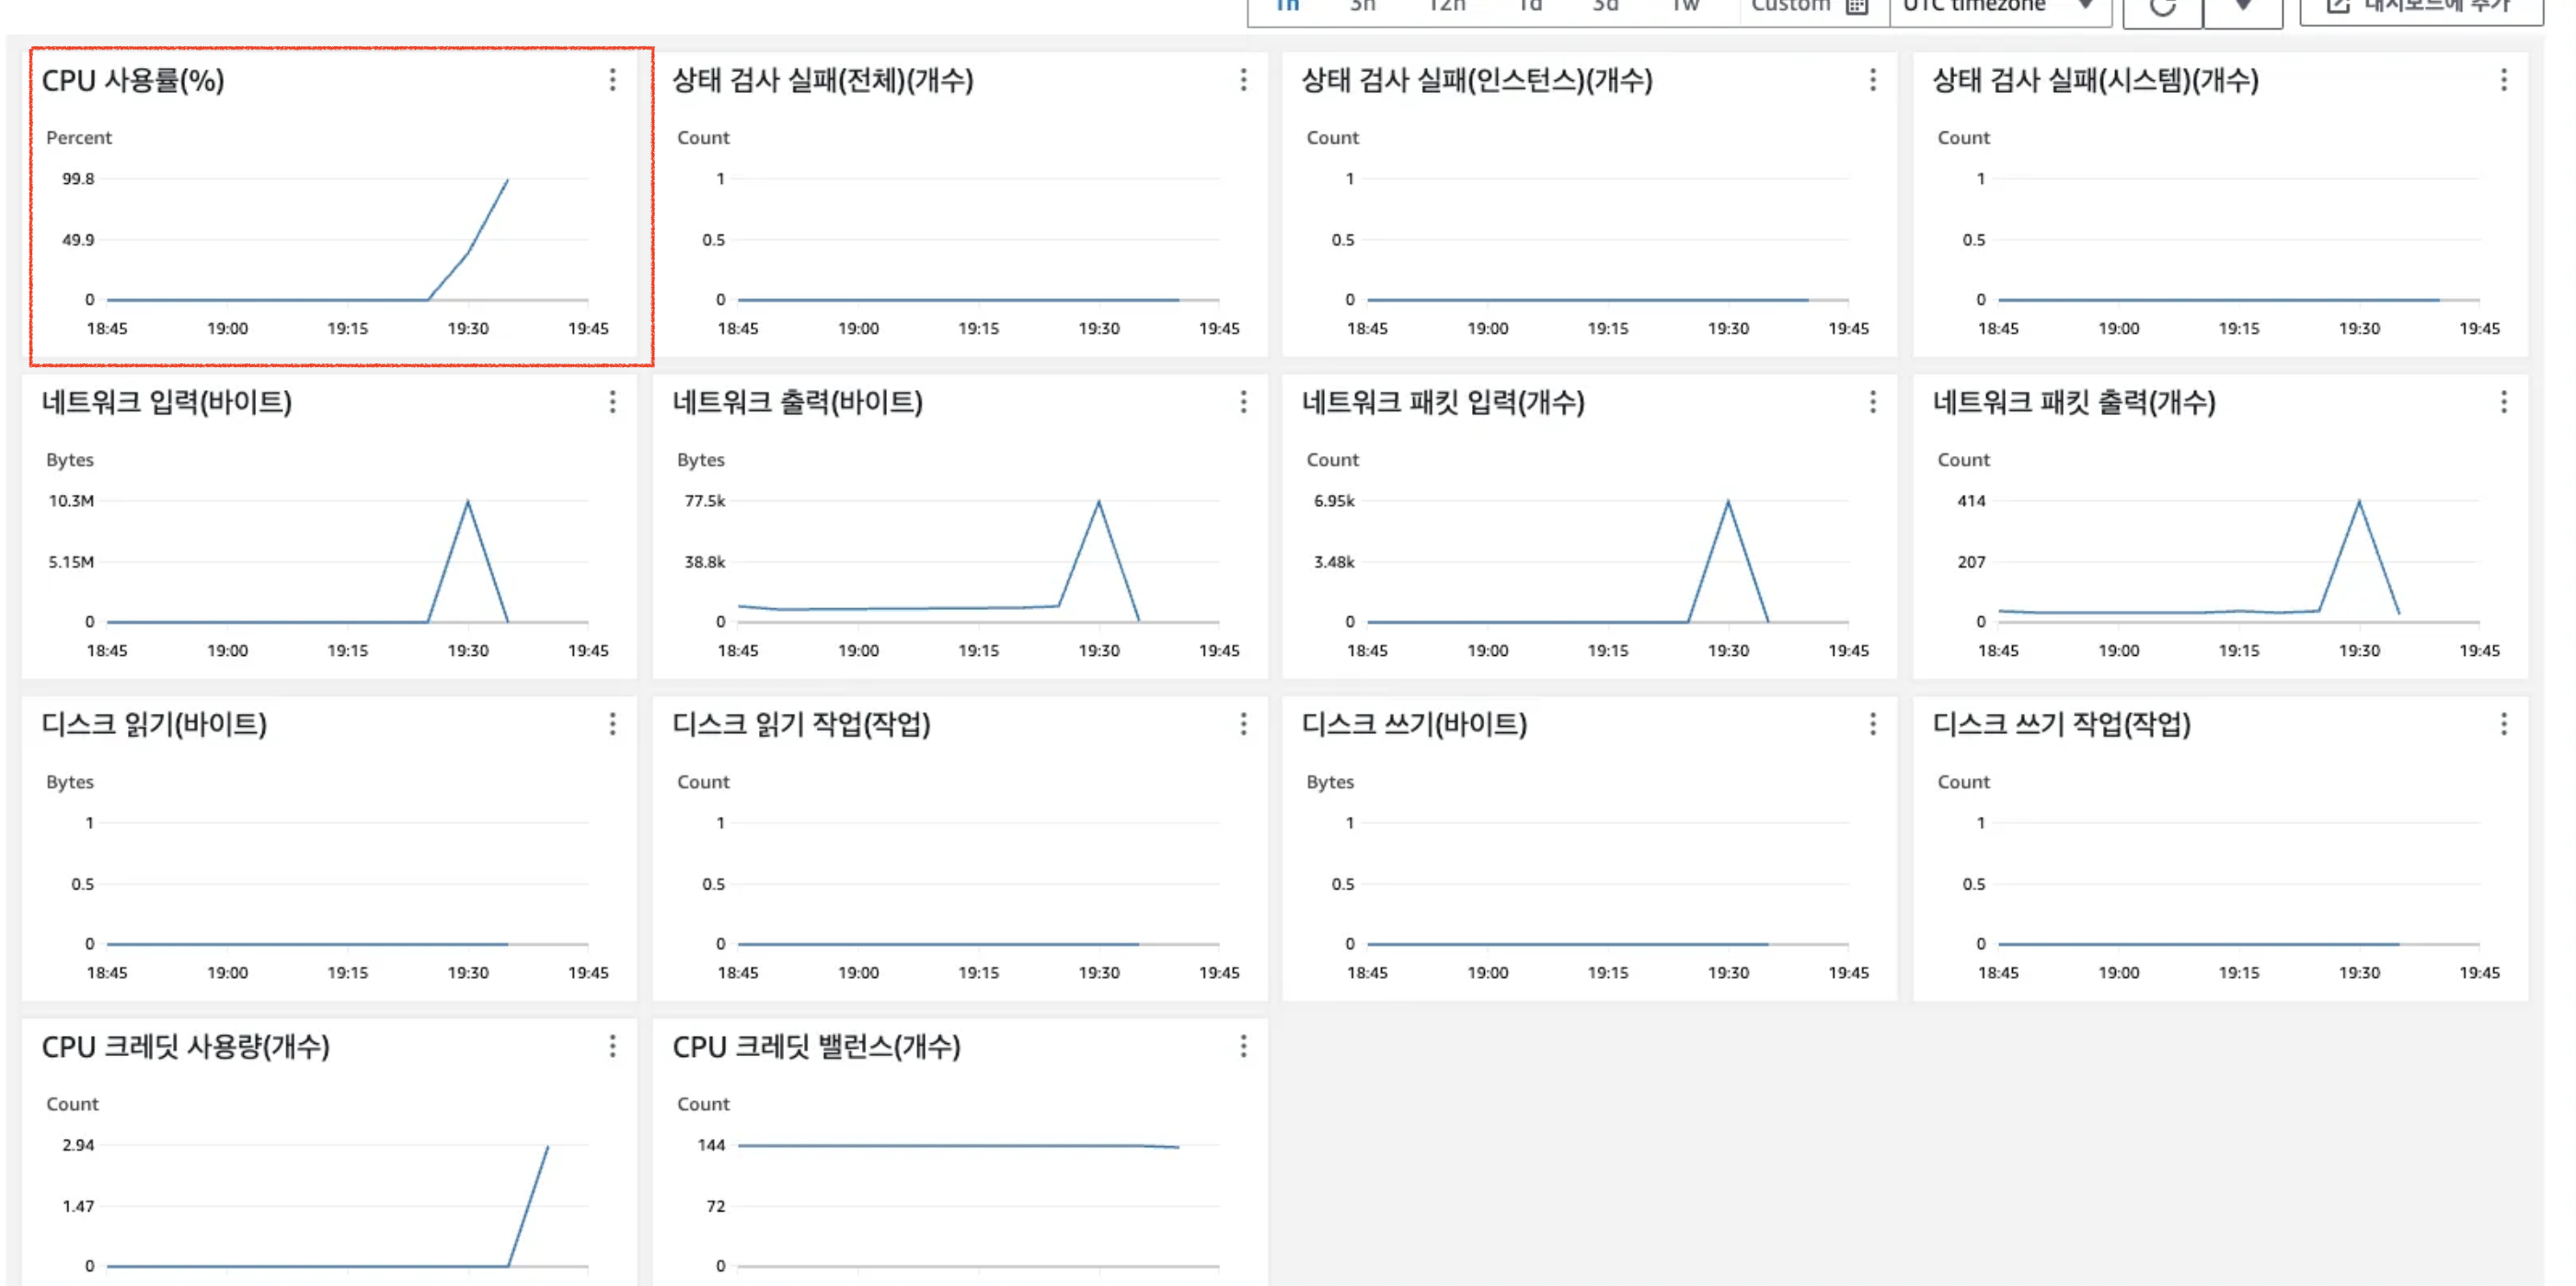 1h 3h 12h 1d 3d 1w Custom UTC timezone 대시보드에 추가
CPU 사용률(%)
Percent
99.8
49.9
0
18:45 19:00 19:15 19:30 19:45
상태 검사 실패(전체)(개수)
Count
1
0.5
0
18:45 19:00 19:15 19:30 19:45
상태 검사 실패(인스턴스)(개수)
Count
1
0.5
0
18:45 19:00 19:15 19:30 19:45
상태 검사 실패(시스템)(개수)
Count
1
0.5
0
18:45 19:00 19:15 19:30 19:45
네트워크 입력(바이트)
Bytes
10.3M
5.15M
0
18:45 19:00 19:15 19:30 19:45
네트워크 출력(바이트)
Bytes
77.5k
38.8k
0
18:45 19:00 19:15 19:30 19:45
네트워크 패킷 입력(개수)
Count
6.95k
3.48k
0
18:45 19:00 19:15 19:30 19:45
네트워크 패킷 출력(개수)
Count
414
207
0
18:45 19:00 19:15 19:30 19:45
디스크 읽기(바이트)
Bytes
1
0.5
0
18:45 19:00 19:15 19:30 19:45
디스크 읽기 작업(작업)
Count
1
0.5
0
18:45 19:00 19:15 19:30 19:45
디스크 쓰기(바이트)
Bytes
1
0.5
0
18:45 19:00 19:15 19:30 19:45
디스크 쓰기 작업(작업)
Count
1
0.5
0
18:45 19:00 19:15 19:30 19:45
CPU 크레딧 사용량(개수)
Count
2.94
1.47
0
CPU 크레딧 밸런스(개수)
Count
144
72
0